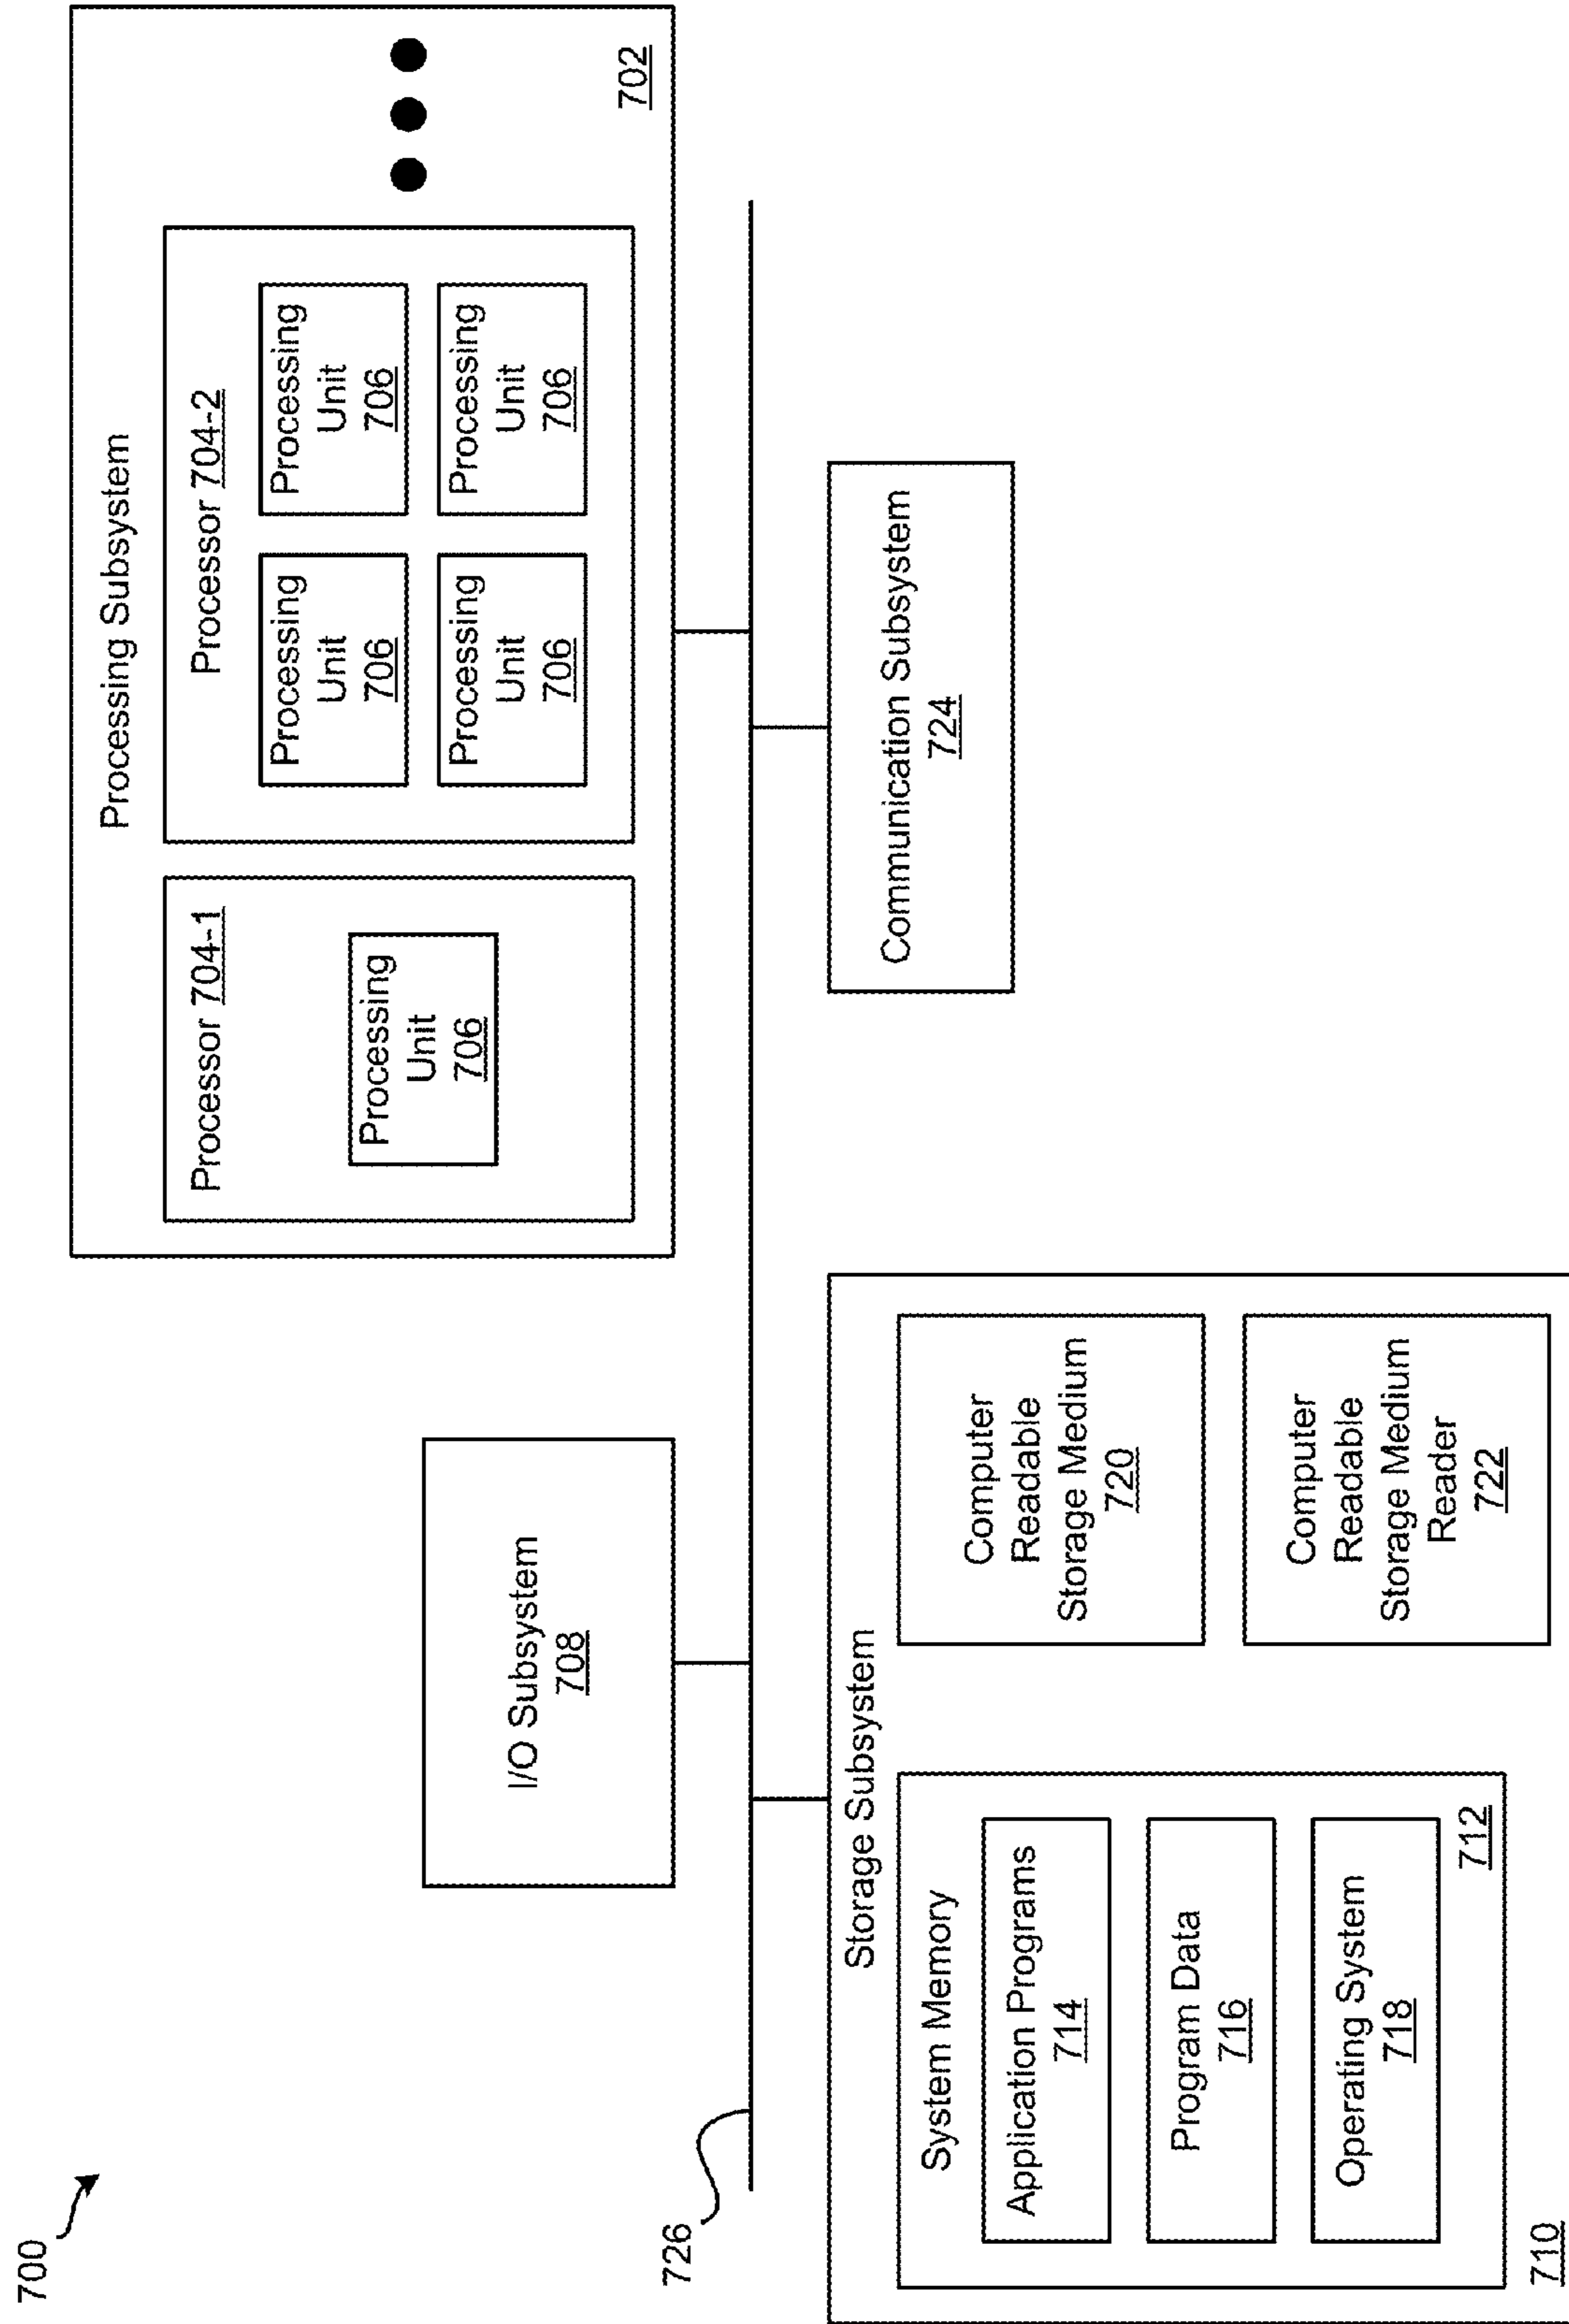 700
Processing Subsystem
Processor 704-1
Processing
Unit
706
Processor 704-2
Processing
Unit
706
Processing
Unit
706
Processing
Unit
706
Processing
Unit
706
702
I/O Subsystem
708
726
Storage Subsystem
System Memory
Application Programs
714
Program Data
716
Operating System
718
712
710
Computer
Readable
Storage Medium
720
Computer
Readable
Storage Medium
Reader
722
Communication Subsystem
724